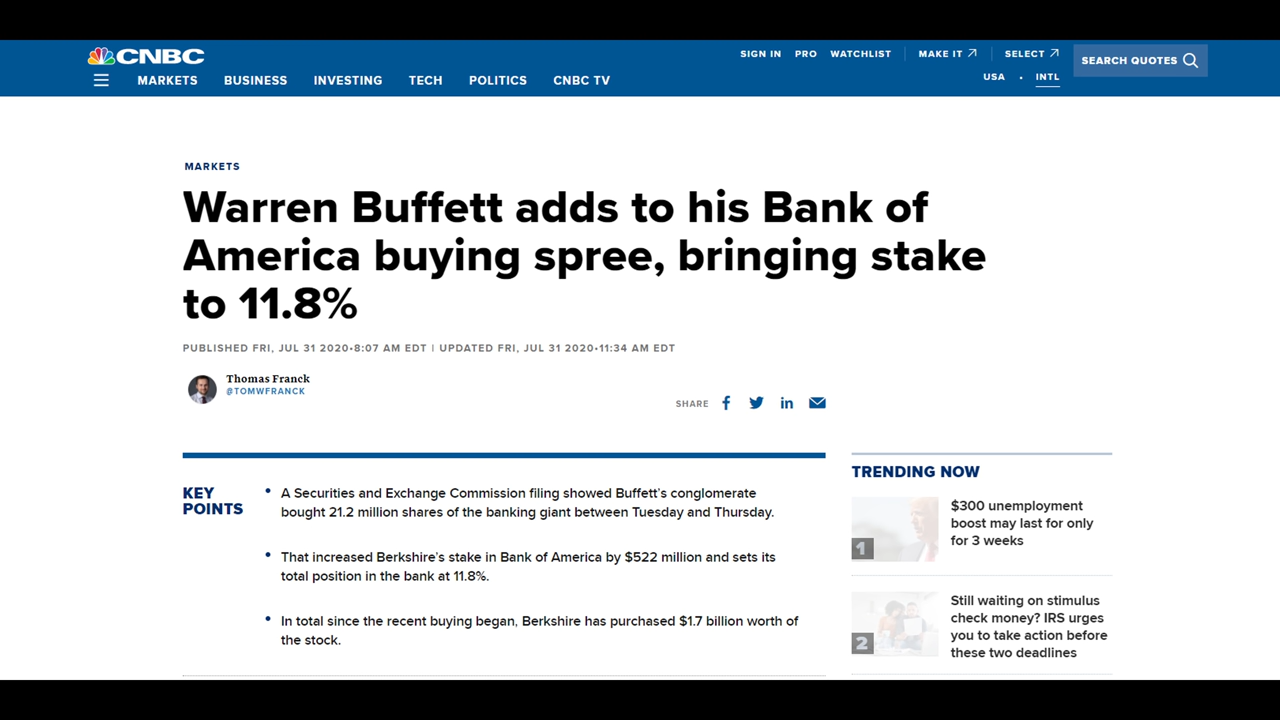 CNBC
SIGN IN PRO WATCHLIST MAKE IT SELECT
SEARCH QUOTES
MARKETS BUSINESS INVESTING TECH POLITICS CNBC TV
USA • INTL
MARKETS
Warren Buffett adds to his Bank of
America buying spree, bringing stake
to 11.8%
PUBLISHED FRI, JUL 31 2020•8:07 AM EDT | UPDATED FRI, JUL 31 2020•11:34 AM EDT
Thomas Franck
@TOMWFRANCK
SHARE
KEY
POINTS
• A Securities and Exchange Commission filing showed Buffett's conglomerate
bought 21.2 million shares of the banking giant between Tuesday and Thursday.
• That increased Berkshire's stake in Bank of America by $522 million and sets its
total position in the bank at 11.8%.
• In total since the recent buying began, Berkshire has purchased $1.7 billion worth of
the stock.
TRENDING NOW
1
$300 unemployment
boost may last for only
for 3 weeks
2
Still waiting on stimulus
check money? IRS urges
you to take action before
these two deadlines